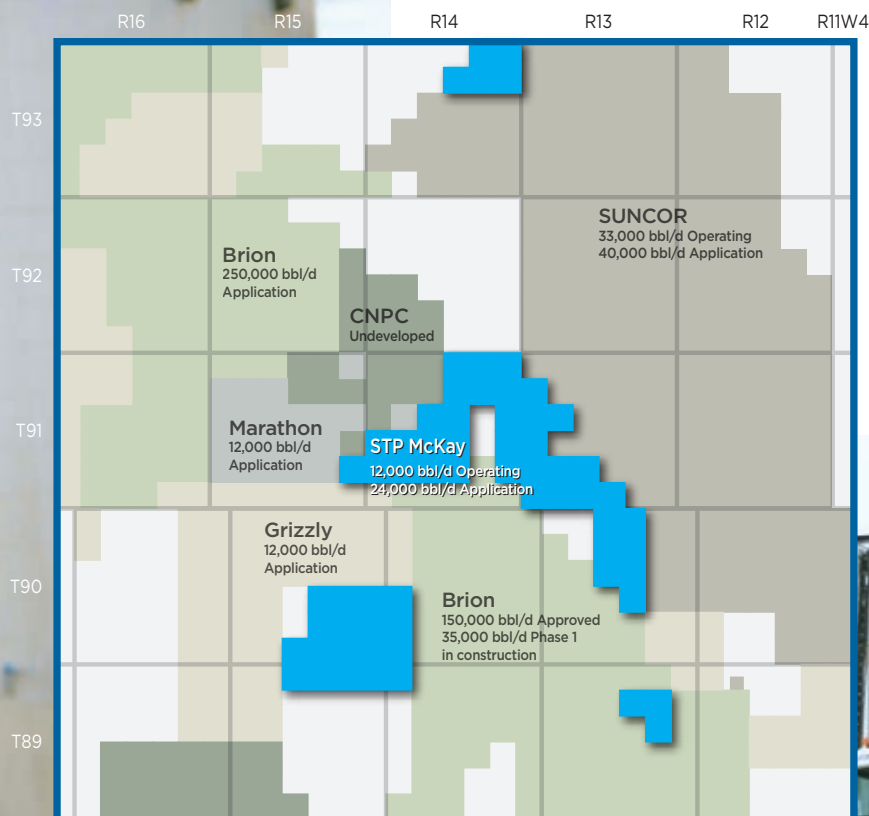 R16 R15 R14 R13 R12 R11W4
T93
SUNCOR
33,000 bbl/d Operating
40,000 bbl/d Application
Brion
250,000 bbl/d
Application
T92
CNPC
Undeveloped
Marathon
12,000 bbl/d
Application
T91
STP McKay
12,000 bbl/d Operating
24,000 bbl/d Application
Grizzly
12,000 bbl/d
Application
T90
Brion
150,000 bbl/d Approved
35,000 bbl/d Phase 1
in construction
T89